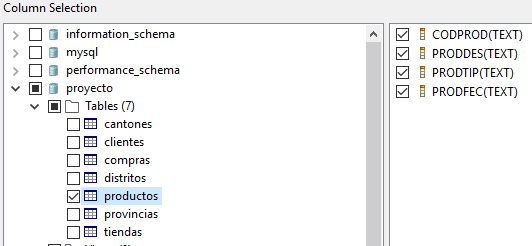 Column Selection
information_schema
mysql
performance_schema
proyecto
Tables (7)
cantones
clientes
compras
distritos
productos
provincias
tiendas
CODPROD(TEXT)
PRODDES(TEXT)
PRODTIP(TEXT)
PRODFEC(TEXT)